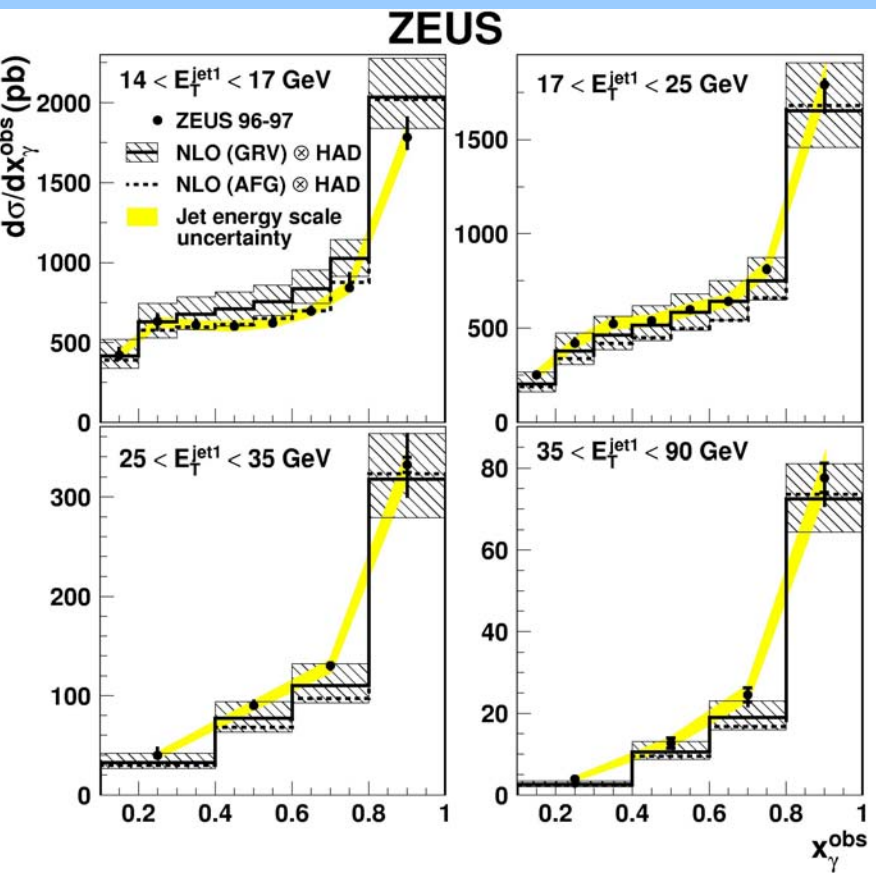 ZEUS
dσ/dx_γ^obs (pb)
14 < E_T^jet1 < 17 GeV
ZEUS 96-97
NLO (GRV) ⊗ HAD
NLO (AFG) ⊗ HAD
Jet energy scale
uncertainty
2000
1500
1000
500
0
17 < E_T^jet1 < 25 GeV
1500
1000
500
0
25 < E_T^jet1 < 35 GeV
300
200
100
0
0.2 0.4 0.6 0.8 1
35 < E_T^jet1 < 90 GeV
80
60
40
20
0
0.2 0.4 0.6 0.8 1
x_γ^obs